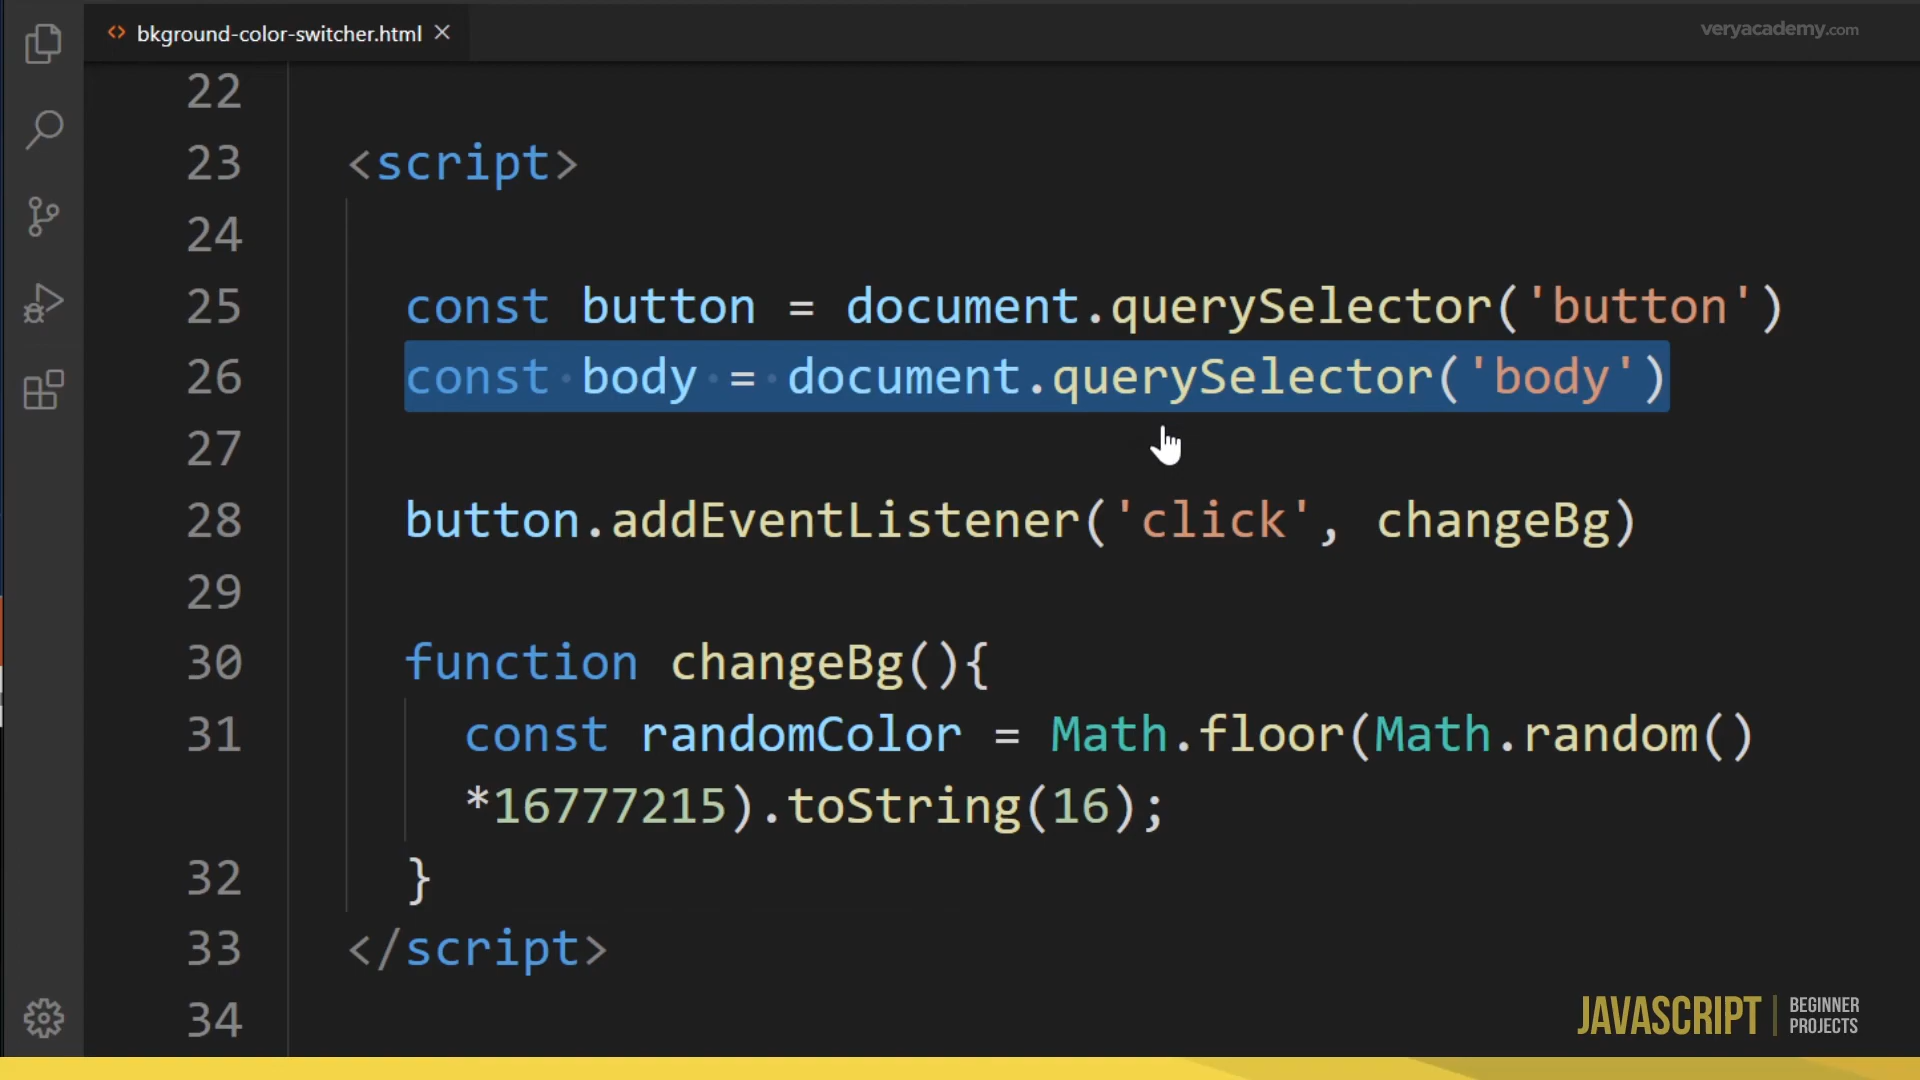 bkground-color-switcher.html
veryacademy.com
22
23 <script>
24
25 const button = document.querySelector('button')
26 const body = document.querySelector('body')
27
28 button.addEventListener('click', changeBg)
29
30 function changeBg(){
31 const randomColor = Math.floor(Math.random()
*16777215).toString(16);
32 }
33 </script>
34
JAVASCRIPT
BEGINNER
PROJECTS